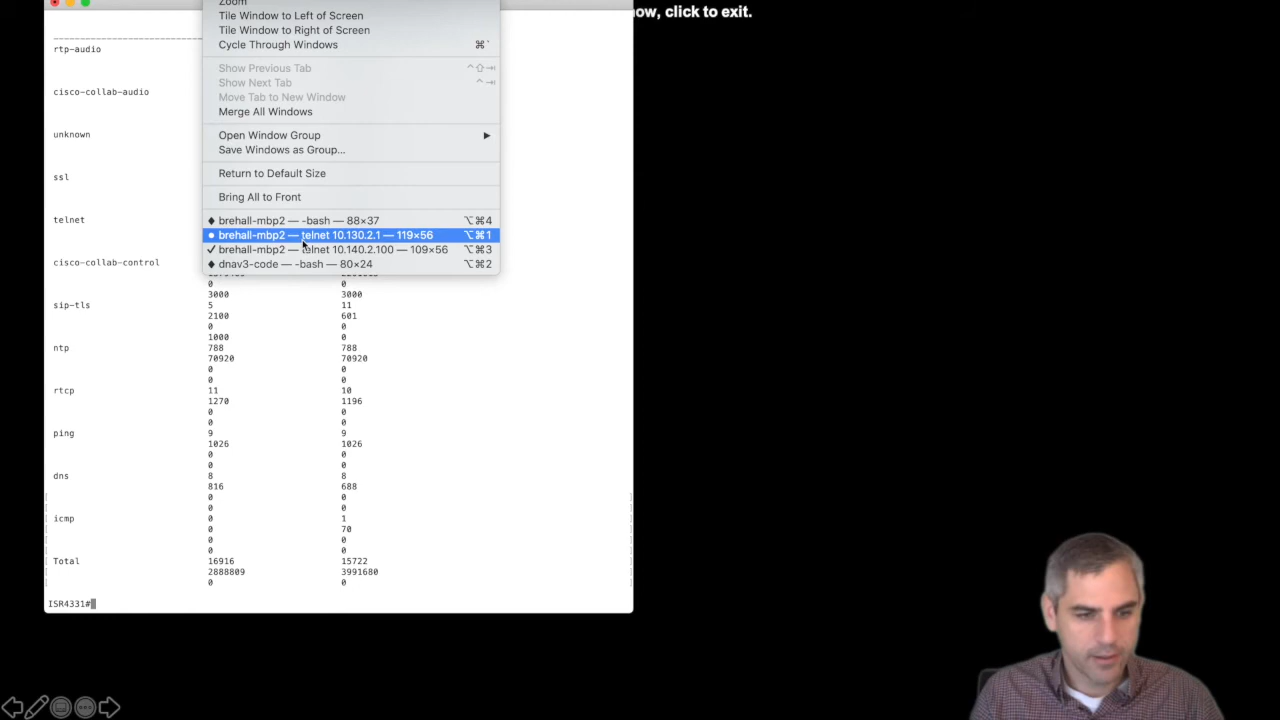 ow, click to exit.
Zoom
Tile Window to Left of Screen
Tile Window to Right of Screen
Cycle Through Windows ⌘`
Show Previous Tab ^⇧⇥
Show Next Tab ^⇥
Move Tab to New Window
Merge All Windows
Open Window Group ▶
Save Windows as Group...
Return to Default Size
Bring All to Front
◆ brehall-mbp2 — -bash — 88×37 ⌥⌘4
• brehall-mbp2 — telnet 10.130.2.1 — 119×56 ⌥⌘1
✓ brehall-mbp2 — telnet 10.140.2.100 — 109×56 ⌥⌘3
◆ dnav3-code — -bash — 80×24 ⌥⌘2
rtp-audio
cisco-collab-audio
unknown
ssl
telnet
cisco-collab-control
0 0
3000 3000
sip-tls 5 11
2100 601
0 0
1000 0
ntp 788 788
70920 70920
0 0
0 0
rtcp 11 10
1270 1196
0 0
0 0
ping 9 9
1026 1026
0 0
0 0
dns 8 8
816 688
0 0
0 0
icmp 0 1
0 70
0 0
0 0
Total 16916 15722
2888809 3991680
0 0
ISR4331#